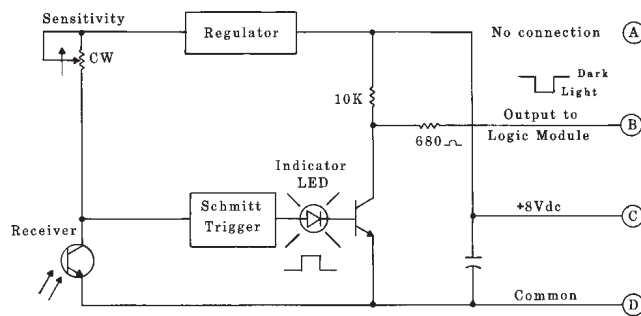 Sensitivity
CW
Regulator
No connection
A
Dark
Light
10K
Output to
Logic Module
B
680 Ω
Indicator
LED
Schmitt
Trigger
Receiver
+8Vdc
C
Common
D